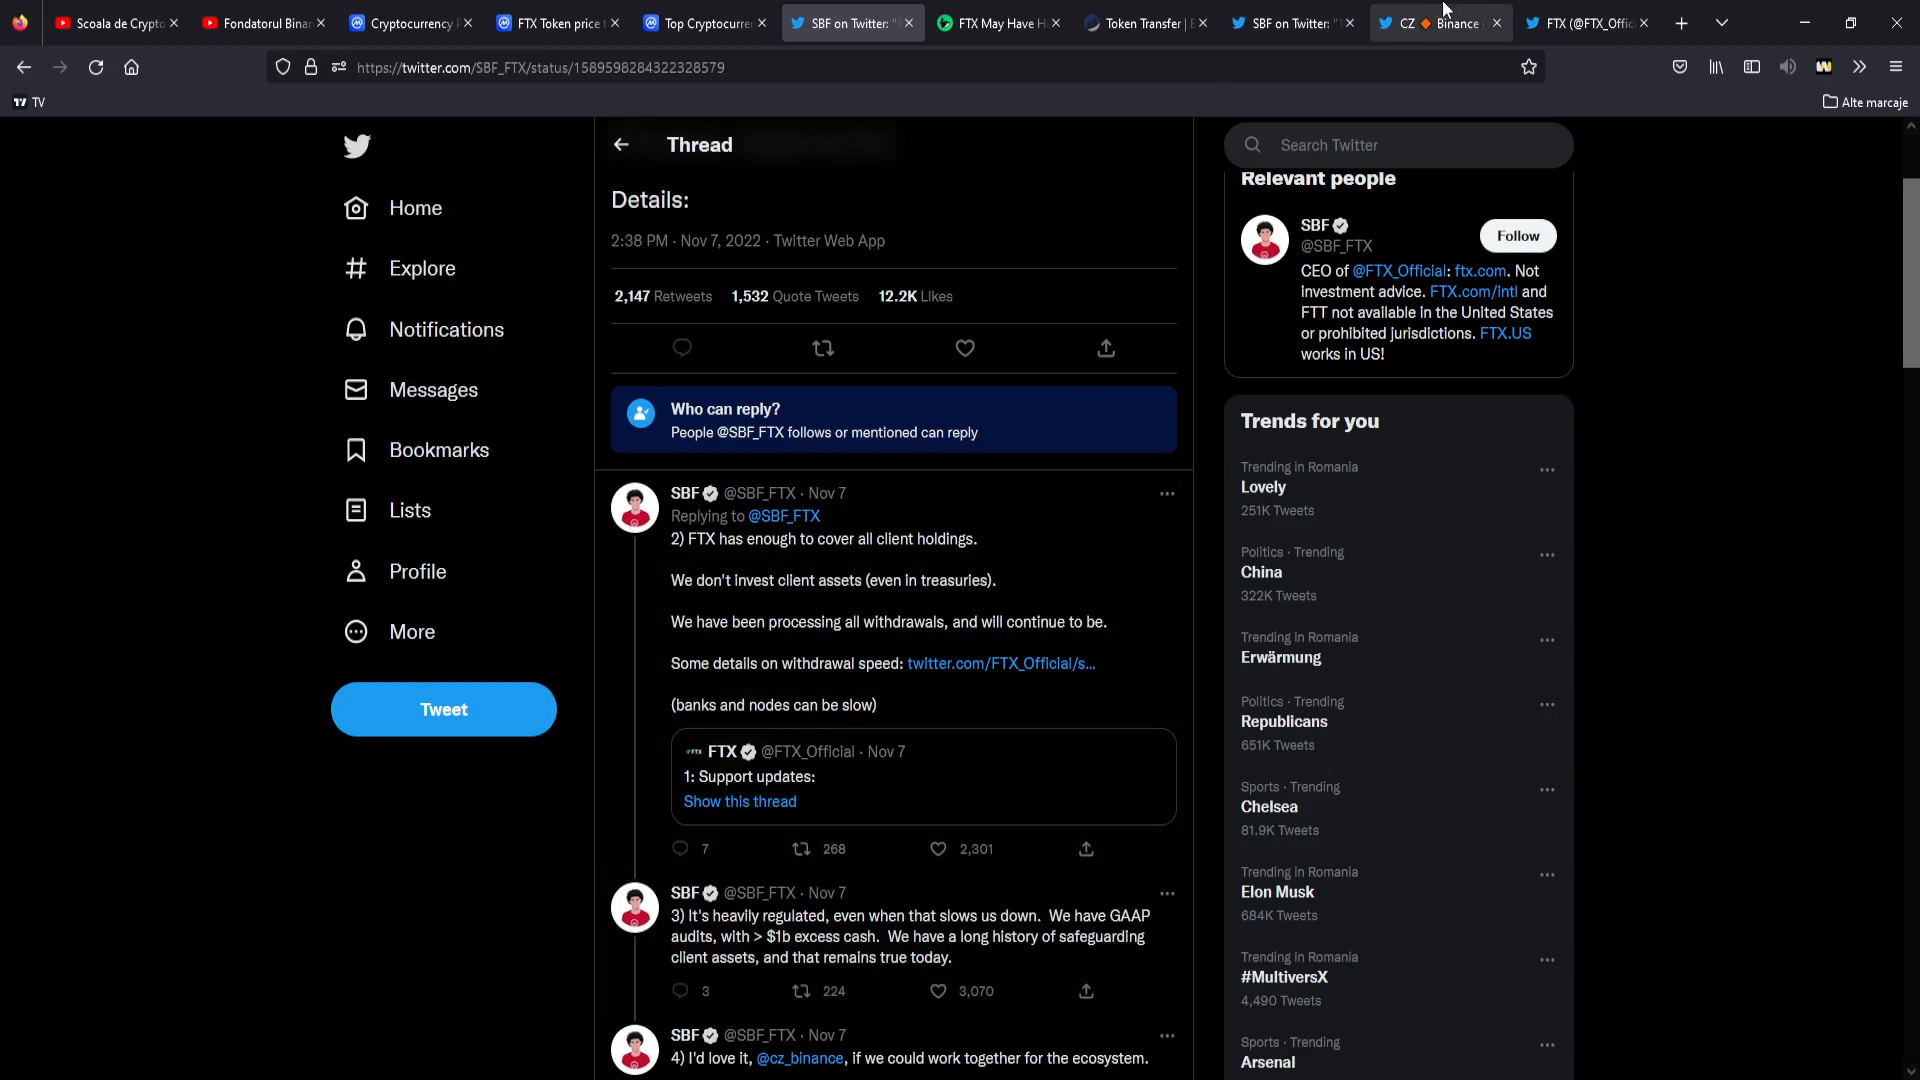 Scoala de Crypto
Fondatorul Binan
Cryptocurrency P
FTX Token price t
Top Cryptocurren
SBF on Twitter: "
FTX May Have H
Token Transfer | E
SBF on Twitter: "1
CZ 🔶 Binance
FTX (@FTX_Offici
https://twitter.com/SBF_FTX/status/1589598284322328579
TV
Alte marcaje
Home
Explore
Notifications
Messages
Bookmarks
Lists
Profile
More
Tweet
Thread
Details:
2:38 PM · Nov 7, 2022 · Twitter Web App
2,147 Retweets 1,532 Quote Tweets 12.2K Likes
Who can reply?
People @SBF_FTX follows or mentioned can reply
SBF @SBF_FTX · Nov 7
Replying to @SBF_FTX
2) FTX has enough to cover all client holdings.
We don't invest client assets (even in treasuries).
We have been processing all withdrawals, and will continue to be.
Some details on withdrawal speed: twitter.com/FTX_Official/s...
(banks and nodes can be slow)
FTX @FTX_Official · Nov 7
1: Support updates:
Show this thread
7 268 2,301
SBF @SBF_FTX · Nov 7
3) It's heavily regulated, even when that slows us down. We have GAAP
audits, with > $1b excess cash. We have a long history of safeguarding
client assets, and that remains true today.
3 224 3,070
SBF @SBF_FTX · Nov 7
4) I'd love it, @cz_binance, if we could work together for the ecosystem.
Search Twitter
Relevant people
SBF
@SBF_FTX
Follow
CEO of @FTX_Official: ftx.com. Not
investment advice. FTX.com/intl and
FTT not available in the United States
or prohibited jurisdictions. FTX.US
works in US!
Trends for you
Trending in Romania
Lovely
251K Tweets
Politics · Trending
China
322K Tweets
Trending in Romania
Erwärmung
Politics · Trending
Republicans
651K Tweets
Sports · Trending
Chelsea
81.9K Tweets
Trending in Romania
Elon Musk
684K Tweets
Trending in Romania
#MultiversX
4,490 Tweets
Sports · Trending
Arsenal